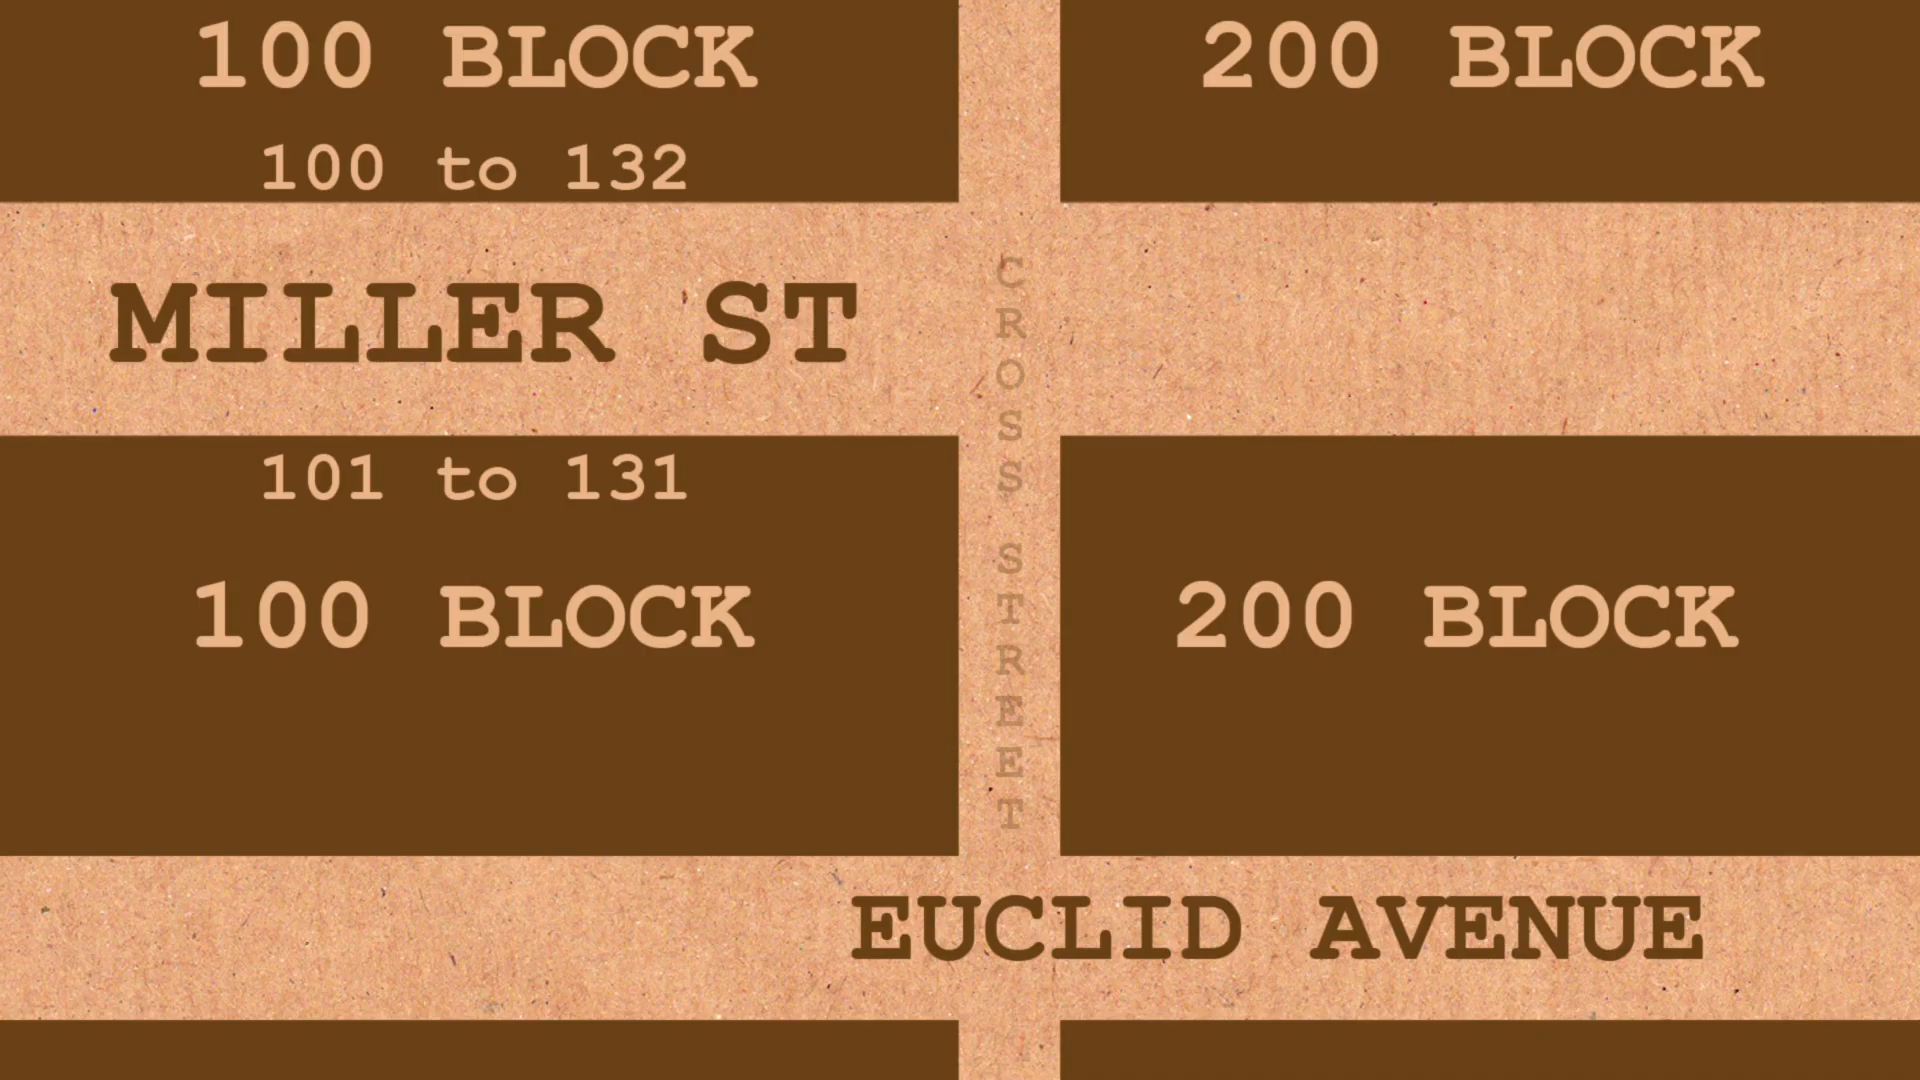 100 BLOCK
200 BLOCK
100 to 132
MILLER ST
CROSS STREET
101 to 131
100 BLOCK
200 BLOCK
EUCLID AVENUE